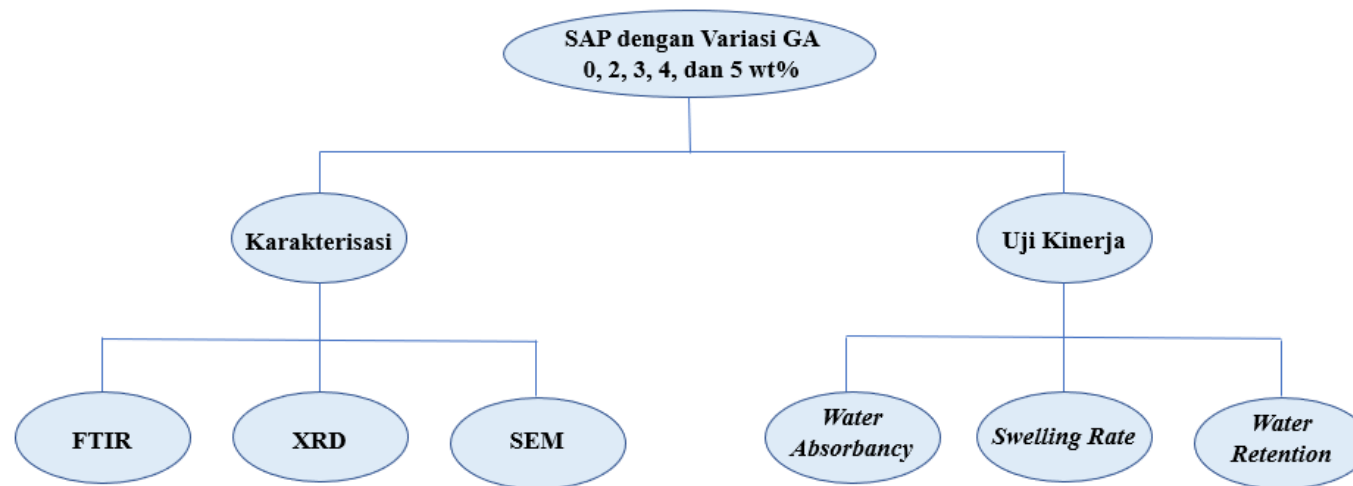 SAP dengan Variasi GA
0, 2, 3, 4, dan 5 wt%
Karakterisasi
Uji Kinerja
FTIR
XRD
SEM
Water
Absorbancy
Swelling Rate
Water
Retention